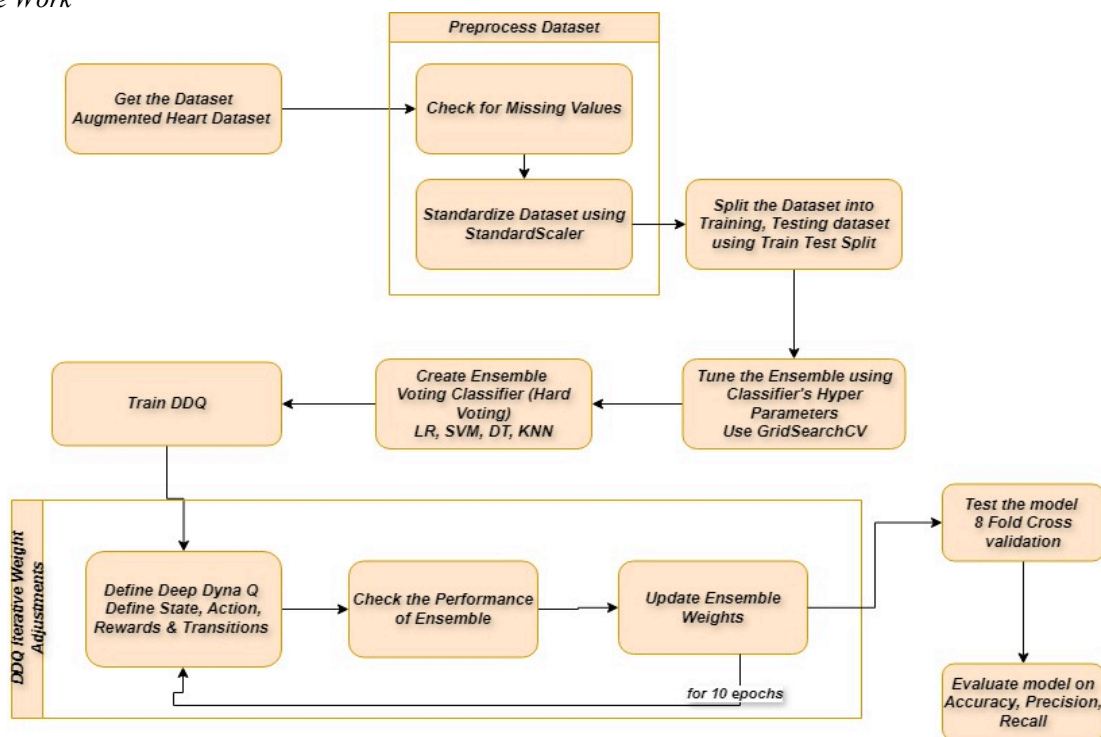 e Work
Preprocess Dataset
Get the Dataset
Augmented Heart Dataset
Check for Missing Values
Standardize Dataset using
StandardScaler
Split the Dataset into
Training, Testing dataset
using Train Test Split
Tune the Ensemble using
Classifier's Hyper
Parameters
Use GridSearchCV
Create Ensemble
Voting Classifier (Hard
Voting)
LR, SVM, DT, KNN
Train DDQ
DDQ Iterative Weight
Adjustments
Define Deep Dyna Q
Define State, Action,
Rewards & Transitions
Check the Performance
of Ensemble
Update Ensemble
Weights
for 10 epochs
Test the model
8 Fold Cross
validation
Evaluate model on
Accuracy, Precision,
Recall